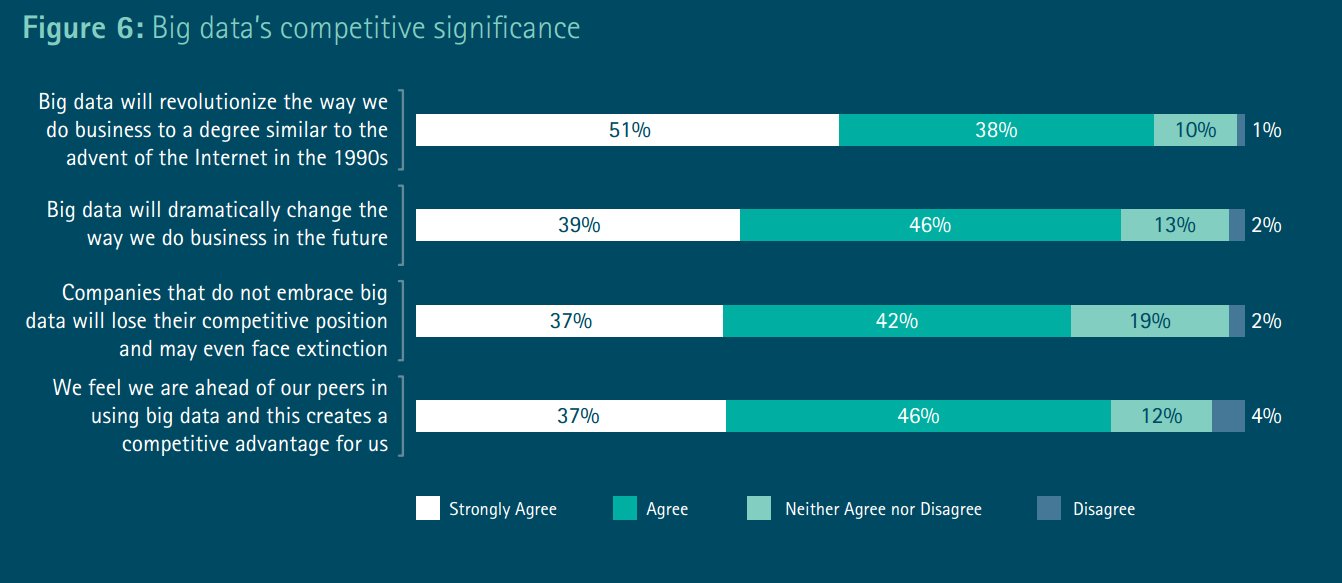 Figure 6: Big data's competitive significance
Big data will revolutionize the way we
do business to a degree similar to the
advent of the Internet in the 1990s
51% 38% 10% 1%
Big data will dramatically change the
way we do business in the future
39% 46% 13% 2%
Companies that do not embrace big
data will lose their competitive position
and may even face extinction
37% 42% 19% 2%
We feel we are ahead of our peers in
using big data and this creates a
competitive advantage for us
37% 46% 12% 4%
Strongly Agree Agree Neither Agree nor Disagree Disagree